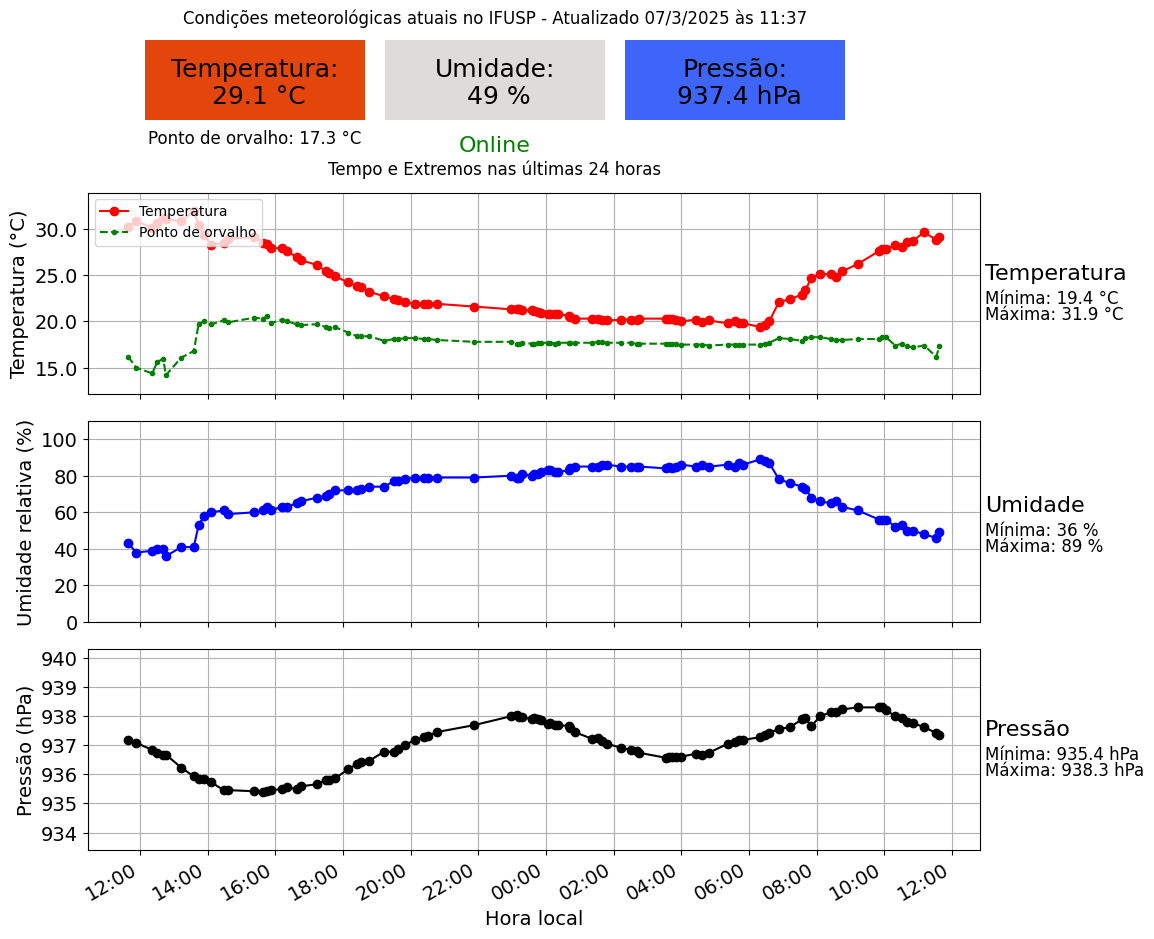 Condições meteorológicas atuais no IFUSP - Atualizado 07/3/2025 às 11:37
Temperatura:
29.1 °C
Umidade:
49 %
Pressão:
937.4 hPa
Ponto de orvalho: 17.3 °C
Online
Tempo e Extremos nas últimas 24 horas
Temperatura (°C)
30.0
25.0
20.0
15.0
Temperatura
Ponto de orvalho
Temperatura
Mínima: 19.4 °C
Máxima: 31.9 °C
Umidade relativa (%)
100
80
60
40
20
0
Umidade
Mínima: 36 %
Máxima: 89 %
Pressão (hPa)
940
939
938
937
936
935
934
Pressão
Mínima: 935.4 hPa
Máxima: 938.3 hPa
12:00
14:00
16:00
18:00
20:00
22:00
00:00
02:00
04:00
06:00
08:00
10:00
12:00
Hora local